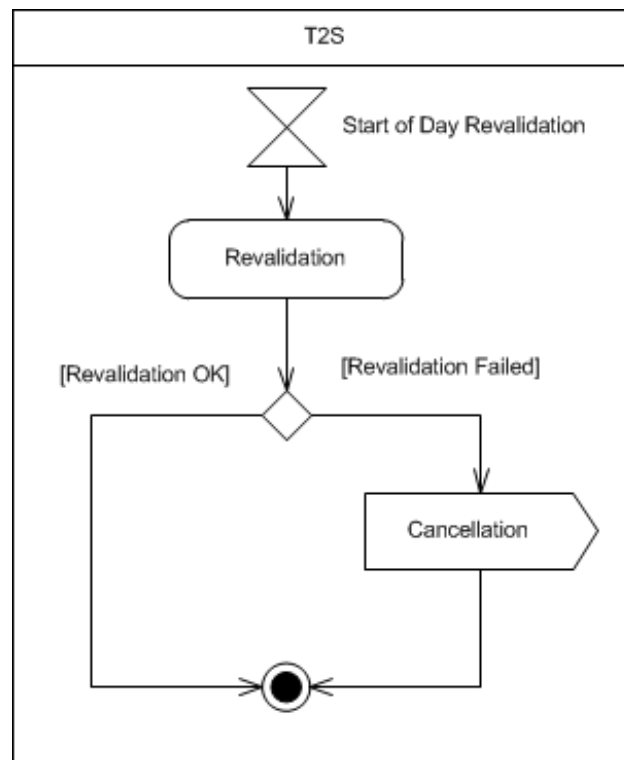 T2S
Start of Day Revalidation
Revalidation
[Revalidation OK]
[Revalidation Failed]
Cancellation